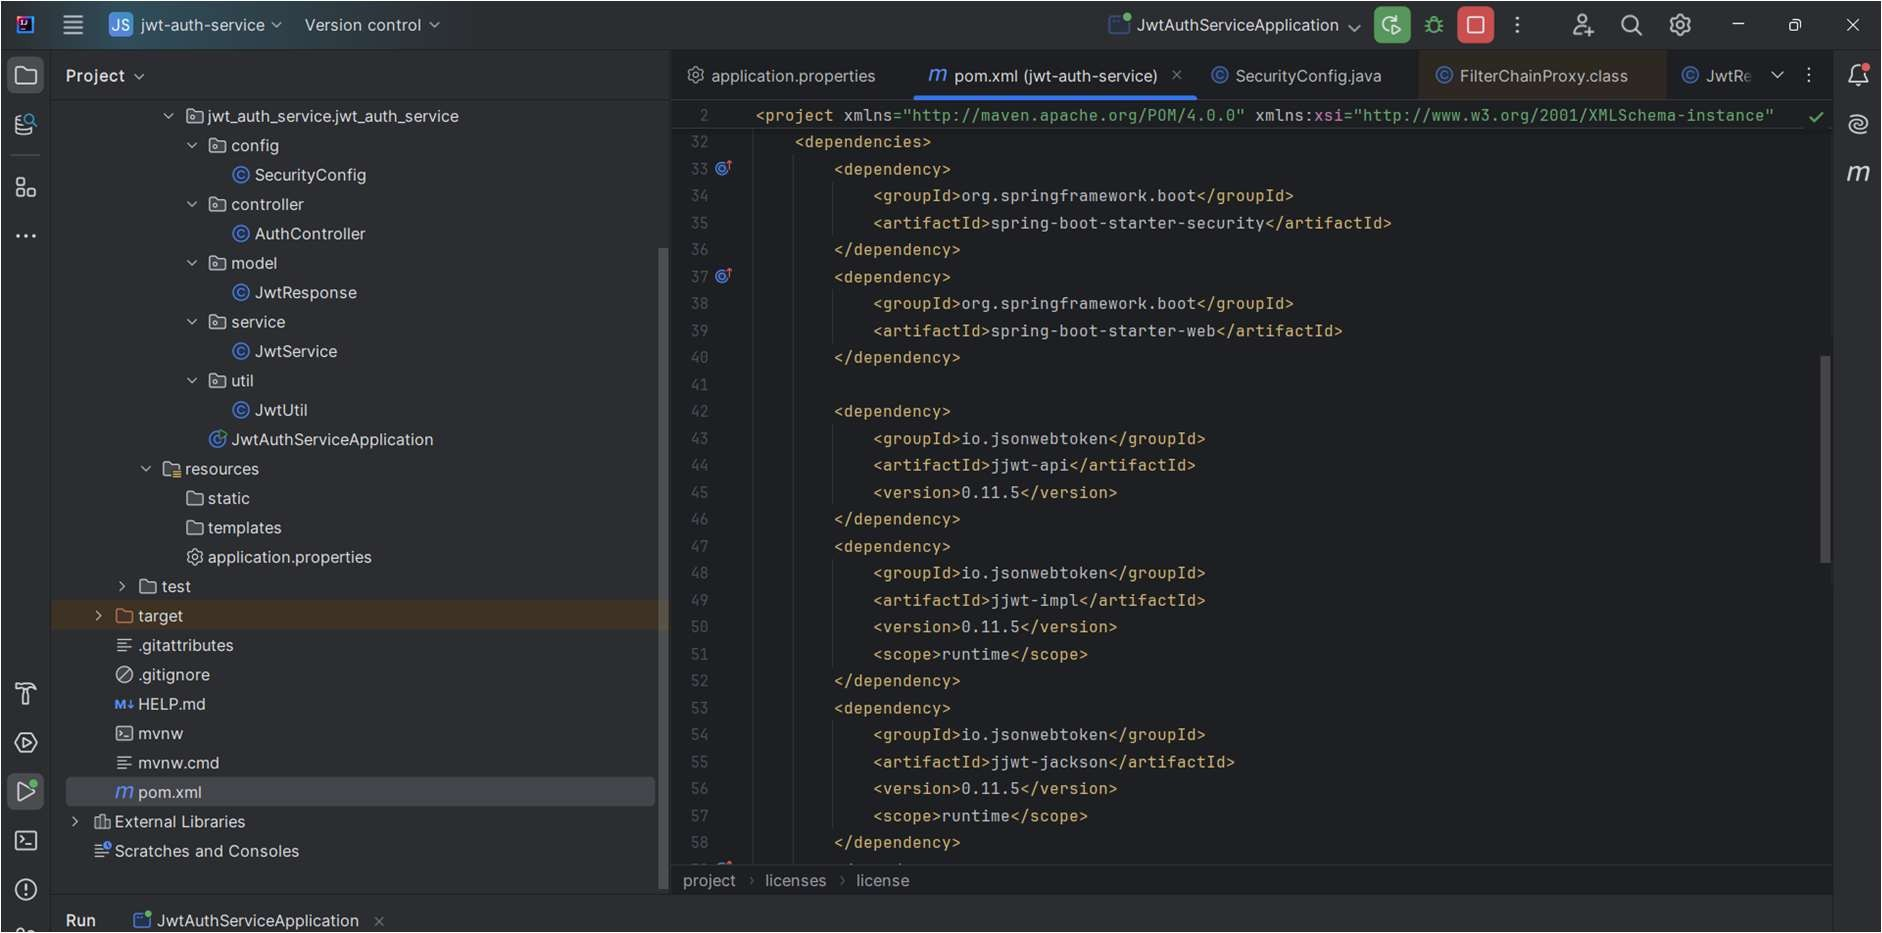 JS jwt-auth-service Version control JwtAuthServiceApplication
Project
jwt_auth_service.jwt_auth_service
config
SecurityConfig
controller
AuthController
model
JwtResponse
service
JwtService
util
JwtUtil
JwtAuthServiceApplication
resources
static
templates
application.properties
test
target
.gitattributes
.gitignore
M↓ HELP.md
mvnw
mvnw.cmd
m pom.xml
External Libraries
Scratches and Consoles
application.properties m pom.xml (jwt-auth-service) SecurityConfig.java FilterChainProxy.class JwtRe
2 <project xmlns="http://maven.apache.org/POM/4.0.0" xmlns:xsi="http://www.w3.org/2001/XMLSchema-instance"
32 <dependencies>
33 <dependency>
34 <groupId>org.springframework.boot</groupId>
35 <artifactId>spring-boot-starter-security</artifactId>
36 </dependency>
37 <dependency>
38 <groupId>org.springframework.boot</groupId>
39 <artifactId>spring-boot-starter-web</artifactId>
40 </dependency>
41
42 <dependency>
43 <groupId>io.jsonwebtoken</groupId>
44 <artifactId>jjwt-api</artifactId>
45 <version>0.11.5</version>
46 </dependency>
47 <dependency>
48 <groupId>io.jsonwebtoken</groupId>
49 <artifactId>jjwt-impl</artifactId>
50 <version>0.11.5</version>
51 <scope>runtime</scope>
52 </dependency>
53 <dependency>
54 <groupId>io.jsonwebtoken</groupId>
55 <artifactId>jjwt-jackson</artifactId>
56 <version>0.11.5</version>
57 <scope>runtime</scope>
58 </dependency>
project > licenses > license
m
Run JwtAuthServiceApplication